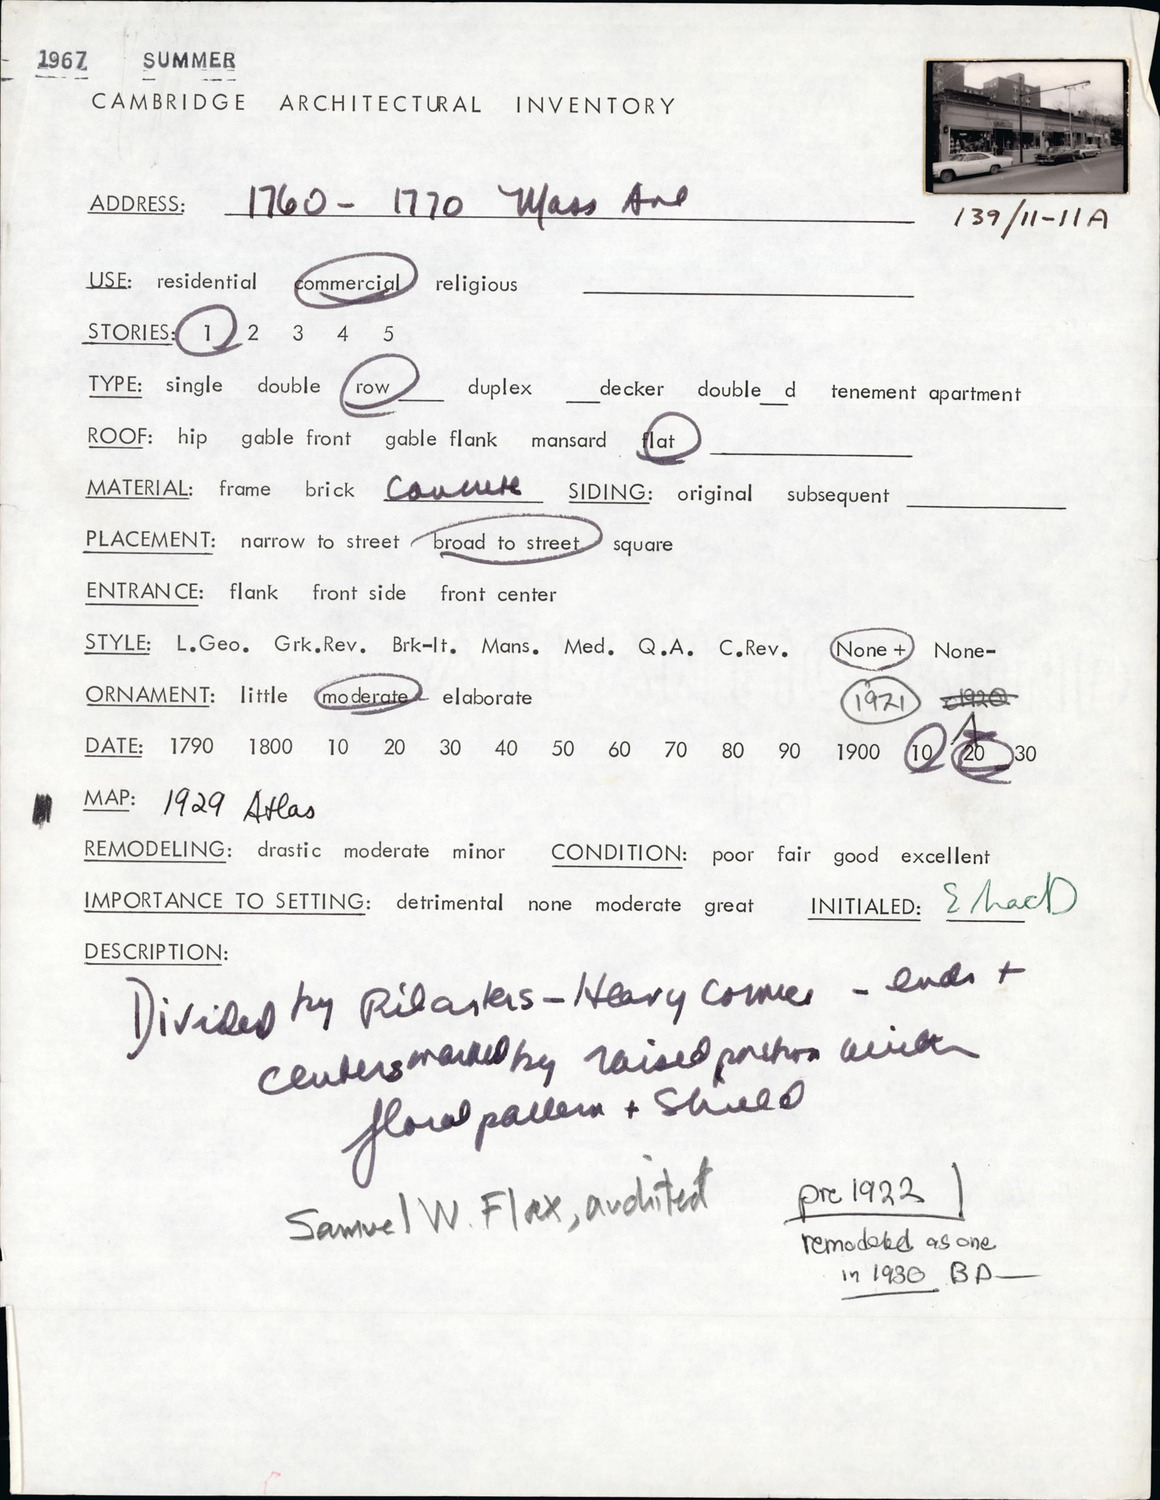 1967 SUMMER
CAMBRIDGE ARCHITECTURAL INVENTORY
ADDRESS: 1760 - 1770 Mass Ave
139/11-11A
USE: residential commercial religious
STORIES: 1 2 3 4 5
TYPE: single double row___ duplex ___decker double__d tenement apartment
ROOF: hip gable front gable flank mansard flat
MATERIAL: frame brick Concrete SIDING: original subsequent
PLACEMENT: narrow to street broad to street square
ENTRANCE: flank front side front center
STYLE: L.Geo. Grk.Rev. Brk-It. Mans. Med. Q.A. C.Rev. None + None-
ORNAMENT: little moderate elaborate 1921 c1920
DATE: 1790 1800 10 20 30 40 50 60 70 80 90 1900 10 20 30
MAP: 1929 Atlas
REMODELING: drastic moderate minor CONDITION: poor fair good excellent
IMPORTANCE TO SETTING: detrimental none moderate great INITIALED:
DESCRIPTION:
Divided by Pilasters - Heavy Cornice - ends +
centers marked by raised portion with
floral pattern + Shield
Samuel W. Flax, architect
pre 1922
remodeled as one
in 1930 BP